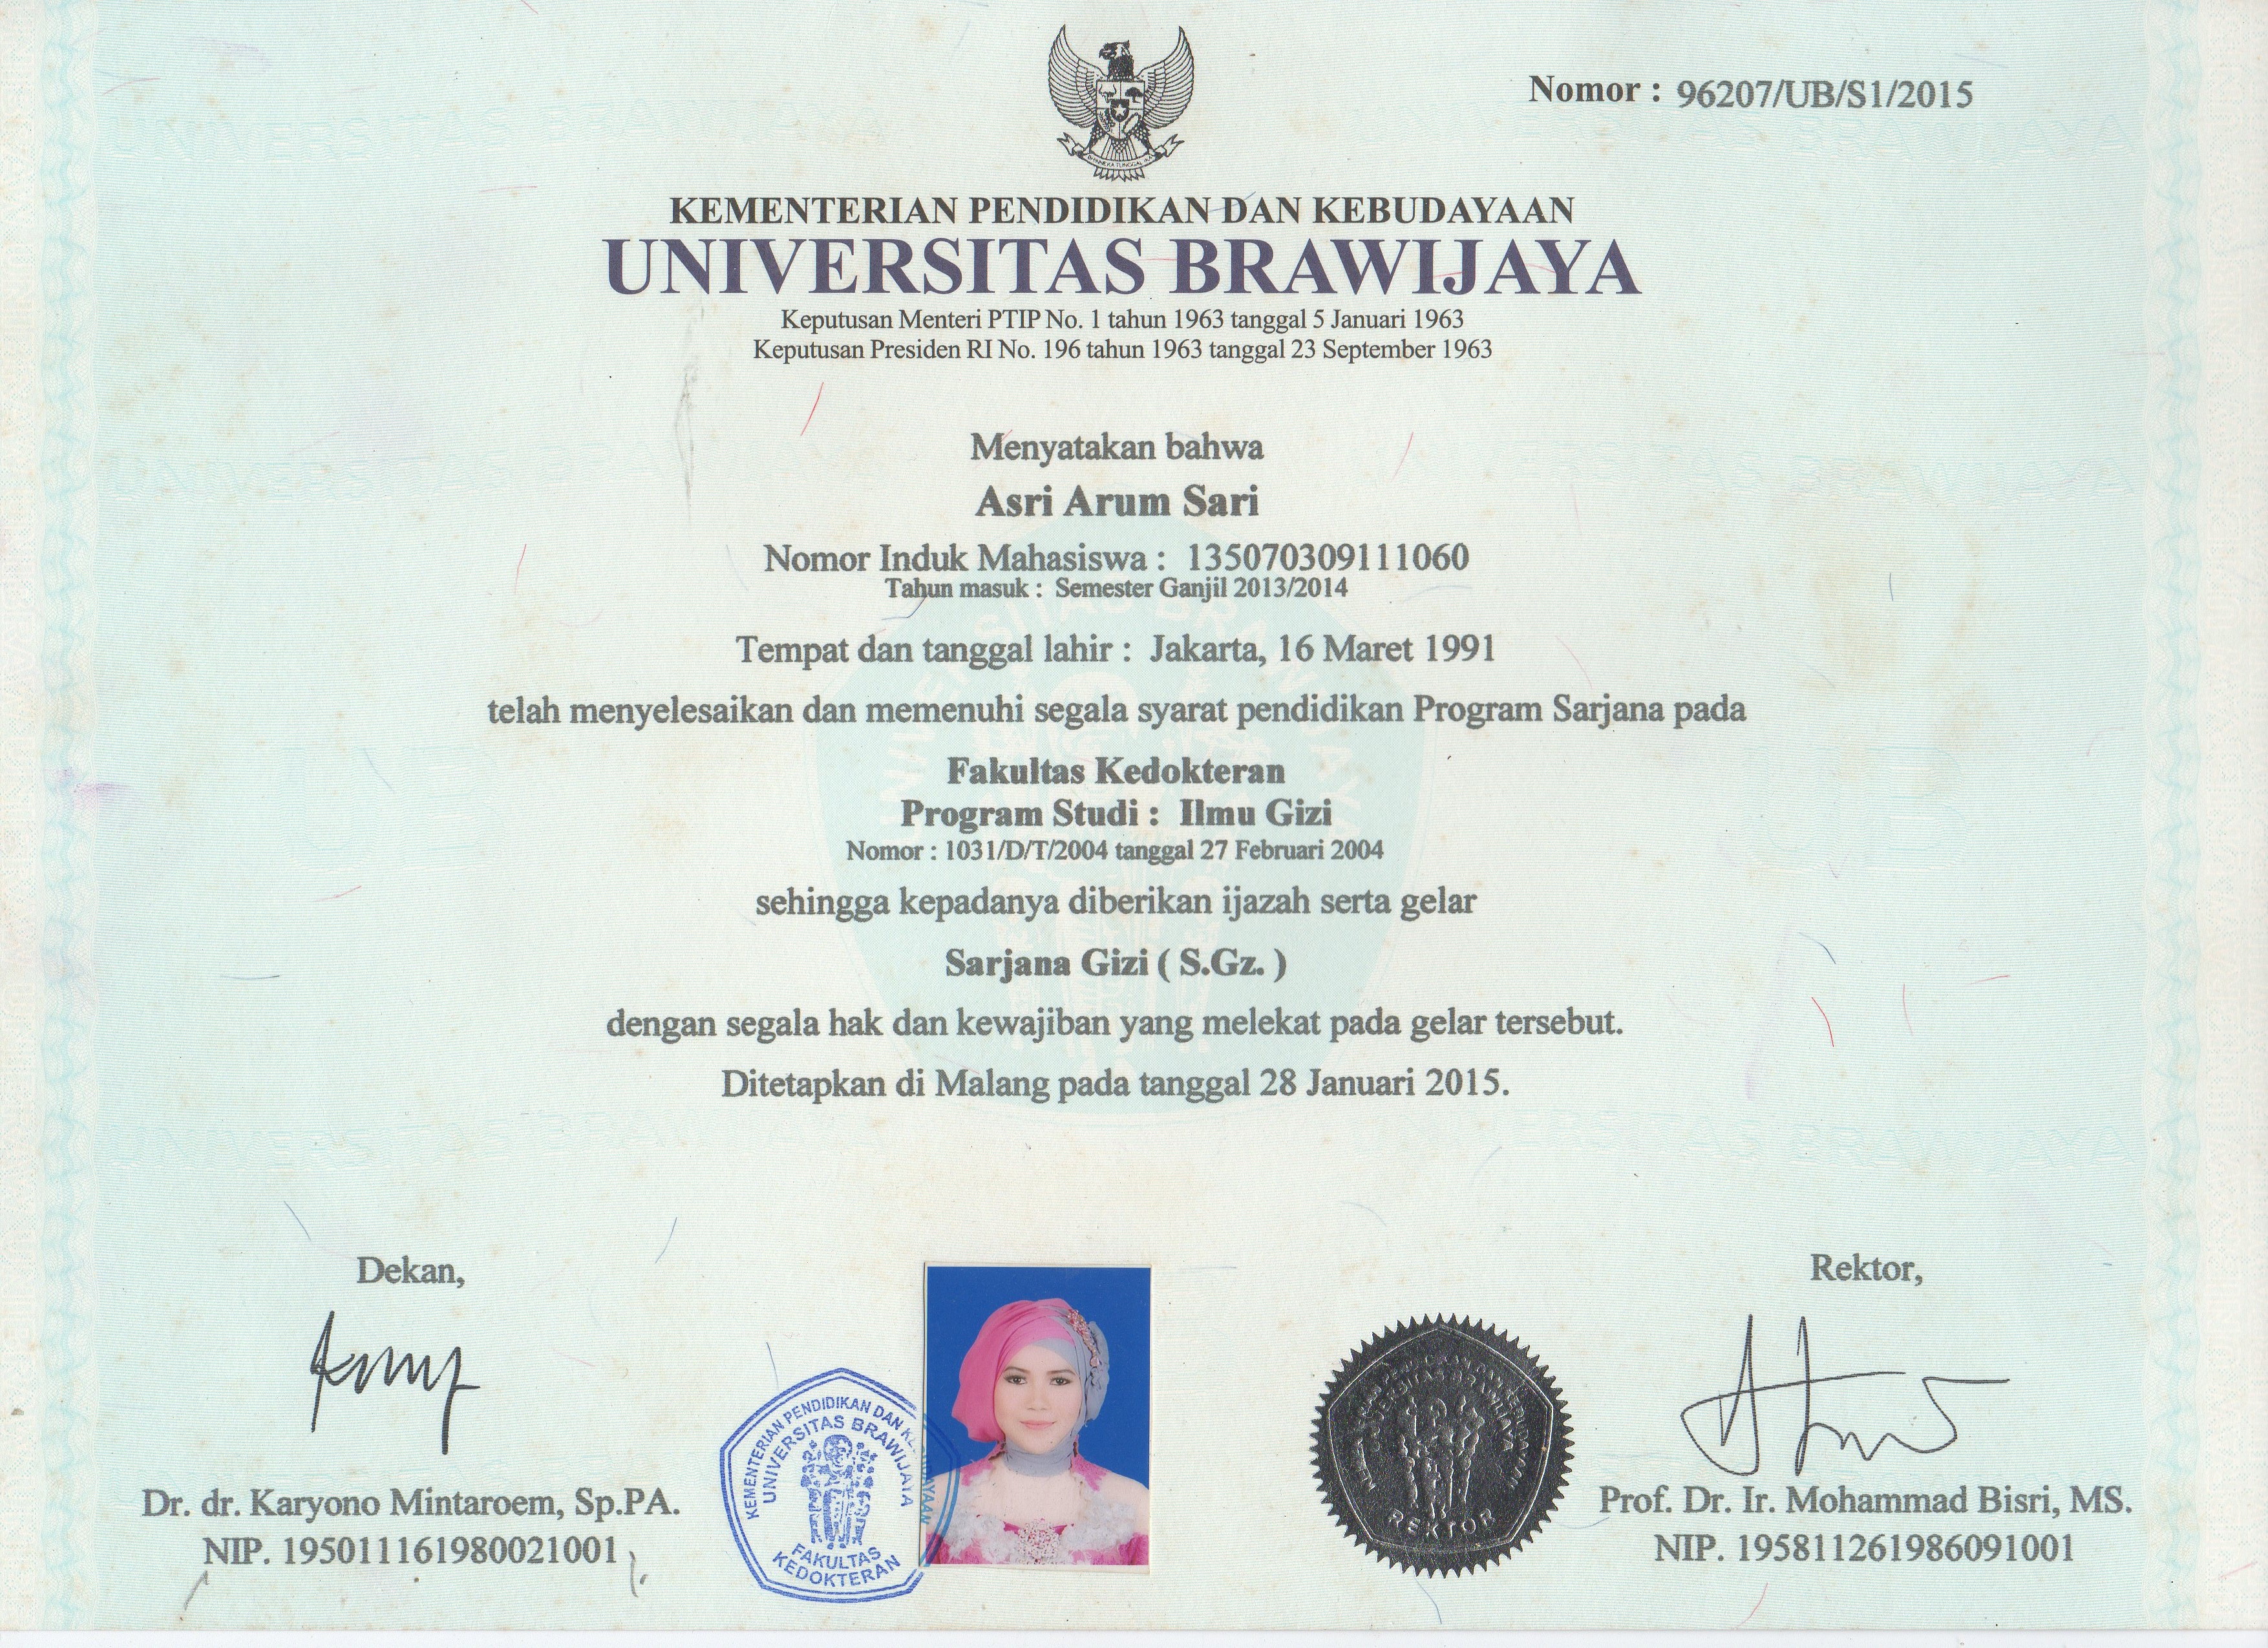 BHINNEKA TUNGGAL IKA
Nomor : 96207/UB/S1/2015
KEMENTERIAN PENDIDIKAN DAN KEBUDAYAAN
UNIVERSITAS BRAWIJAYA
Keputusan Menteri PTIP No. 1 tahun 1963 tanggal 5 Januari 1963
Keputusan Presiden RI No. 196 tahun 1963 tanggal 23 September 1963
Menyatakan bahwa
Asri Arum Sari
Nomor Induk Mahasiswa : 135070309111060
Tahun masuk : Semester Ganjil 2013/2014
Tempat dan tanggal lahir : Jakarta, 16 Maret 1991
telah menyelesaikan dan memenuhi segala syarat pendidikan Program Sarjana pada
Fakultas Kedokteran
Program Studi : Ilmu Gizi
Nomor : 1031/D/T/2004 tanggal 27 Februari 2004
sehingga kepadanya diberikan ijazah serta gelar
Sarjana Gizi ( S.Gz. )
dengan segala hak dan kewajiban yang melekat pada gelar tersebut.
Ditetapkan di Malang pada tanggal 28 Januari 2015.
Dekan,
Dr. dr. Karyono Mintaroem, Sp.PA.
NIP. 195011161980021001
KEMENTERIAN PENDIDIKAN DAN KEBUDAYAAN
UNIVERSITAS BRAWIJAYA
FAKULTAS
KEDOKTERAN
UNIVERSITAS BRAWIJAYA
REKTOR
Rektor,
Prof. Dr. Ir. Mohammad Bisri, MS.
NIP. 195811261986091001